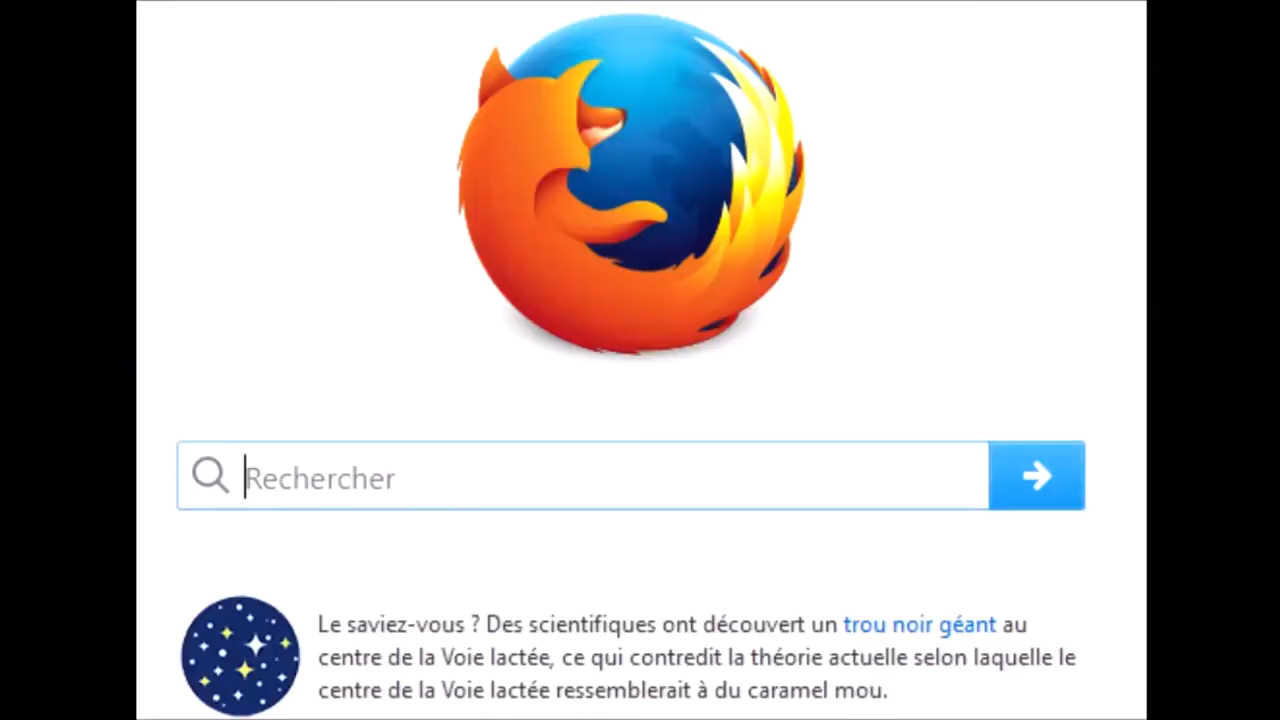 Rechercher
Le saviez-vous ? Des scientifiques ont découvert un trou noir géant au
centre de la Voie lactée, ce qui contredit la théorie actuelle selon laquelle le
centre de la Voie lactée ressemblerait à du caramel mou.